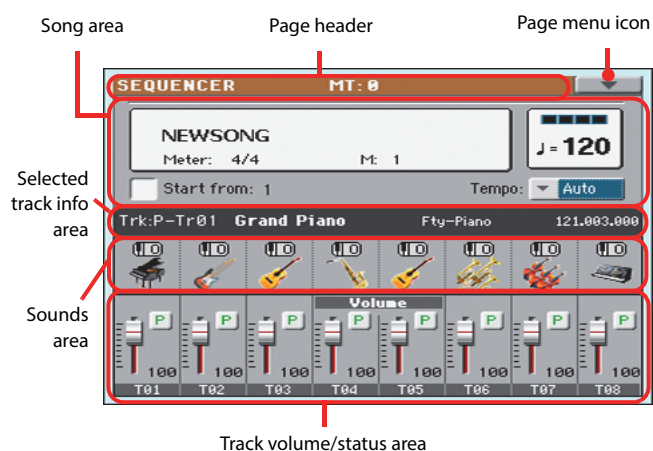 Song area Page header Page menu icon
SEQUENCER MT: 0
NEWSONG
Meter: 4/4 M: 1
♩=120
Start from: 1 Tempo: Auto
Selected
track info
area
Trk:P-Tr01 Grand Piano Fty-Piano 121.003.000
Sounds
area
Volume
P P P P P P P P
100 100 100 100 100 100 100 100
T01 T02 T03 T04 T05 T06 T07 T08
Track volume/status area